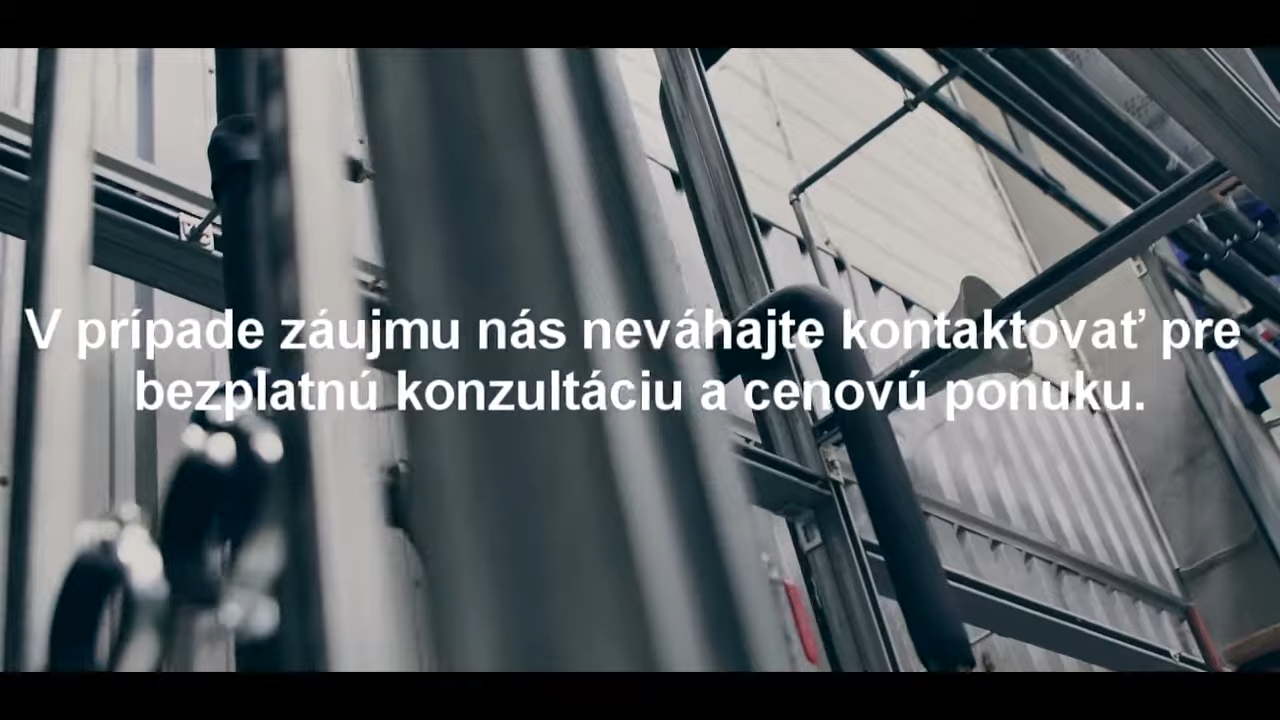 V prípade záujmu nás neváhajte kontaktovať pre
bezplatnú konzultáciu a cenovú ponuku.